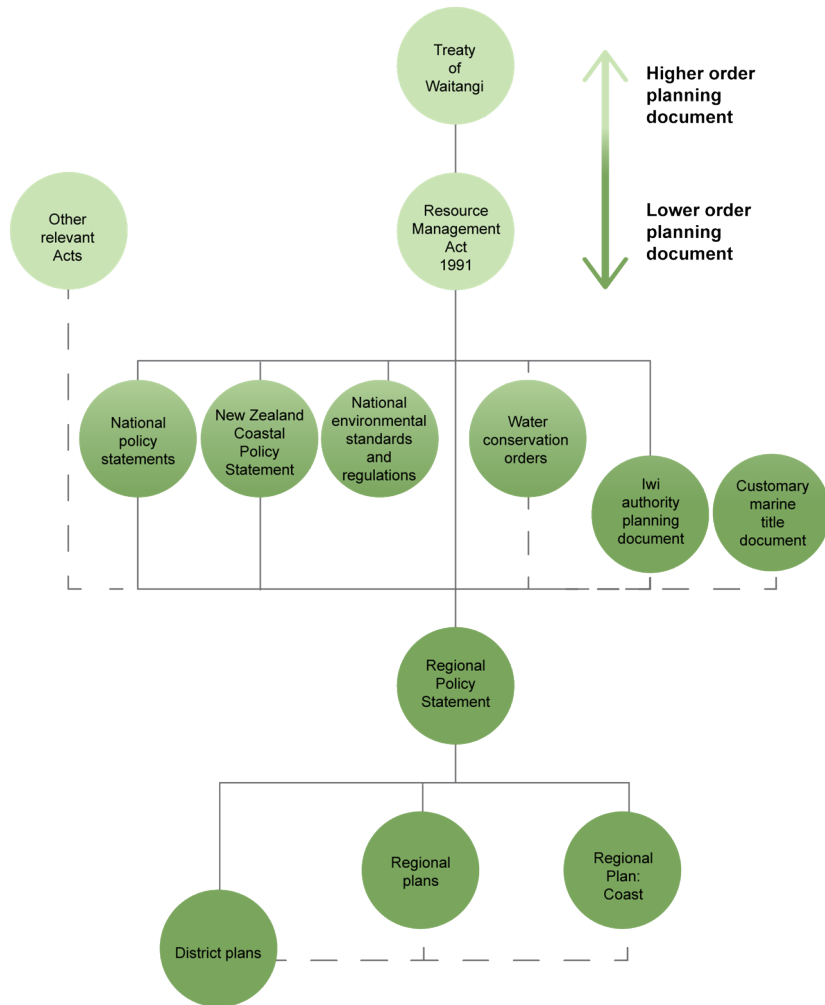 Treaty
of
Waitangi
Higher order
planning
document
Other
relevant
Acts
Resource
Management
Act
1991
Lower order
planning
document
National
policy
statements
New Zealand
Coastal
Policy
Statement
National
environmental
standards
and
regulations
Water
conservation
orders
Iwi
authority
planning
document
Customary
marine
title
document
Regional
Policy
Statement
Regional
plans
Regional
Plan:
Coast
District plans